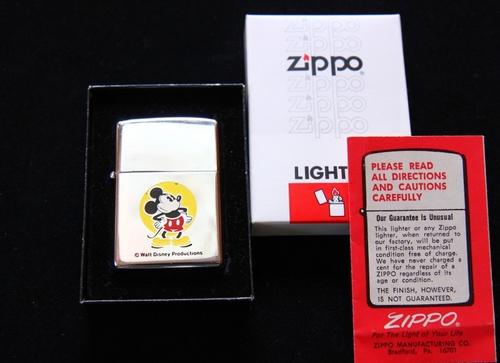 zippo
LIGHT
© Walt Disney Productions
PLEASE READ
ALL DIRECTIONS
AND CAUTIONS
CAREFULLY
Our Guarantee Is Unusual
This lighter or any Zippo
lighter, when returned to
our factory, will be put
in first-class mechanical
condition free of charge.
We have never charged a
cent for the repair of a
ZIPPO regardless of its
age or condition.
THE FINISH, HOWEVER,
IS NOT GUARANTEED.
ZIPPO
For The Light of Your Life
ZIPPO MANUFACTURING CO.
Bradford, Pa. 16701